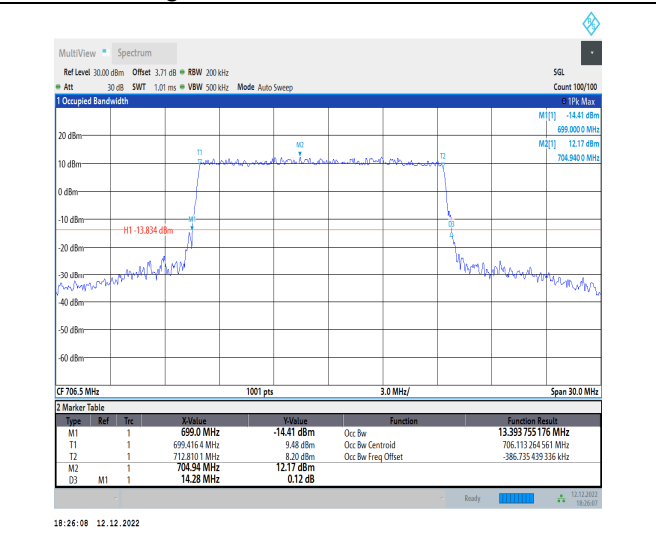 MultiView Spectrum
Ref Level 30.00 dBm Offset 3.71 dB RBW 200 kHz SGL
Att 30 dB SWT 1.01 ms VBW 500 kHz Mode Auto Sweep Count 100/100
1 Occupied Bandwidth 1Pk Max
M1[1] -14.41 dBm
699.000 0 MHz
M2[1] 12.17 dBm
704.940 0 MHz
20 dBm
T1 M2 T2
10 dBm
0 dBm
-10 dBm
M1 D3
H1 -13.834 dBm
-20 dBm
-30 dBm
-40 dBm
-50 dBm
-60 dBm
CF 706.5 MHz 1001 pts 3.0 MHz/ Span 30.0 MHz
2 Marker Table
Type Ref Trc X-Value Y-Value Function Function Result
M1 1 699.0 MHz -14.41 dBm Occ Bw 13.393 755 176 MHz
T1 1 699.416 4 MHz 9.48 dBm Occ Bw Centroid 706.113 264 561 MHz
T2 1 712.810 1 MHz 8.20 dBm Occ Bw Freq Offset -386.735 439 336 kHz
M2 1 704.94 MHz 12.17 dBm
D3 M1 1 14.28 MHz 0.12 dB
Ready 12.12.2022
18:26:07
18:26:08 12.12.2022